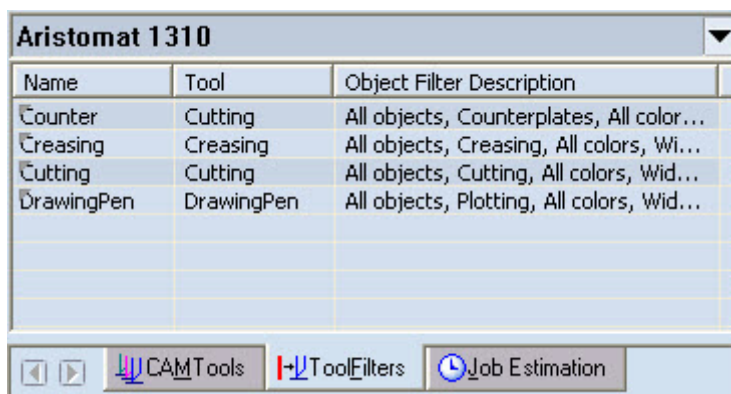 Aristomat 1310
Name Tool Object Filter Description
Counter Cutting All objects, Counterplates, All color...
Creasing Creasing All objects, Creasing, All colors, Wi...
Cutting Cutting All objects, Cutting, All colors, Wid...
DrawingPen DrawingPen All objects, Plotting, All colors, Wid...
CAMTools ToolFilters Job Estimation